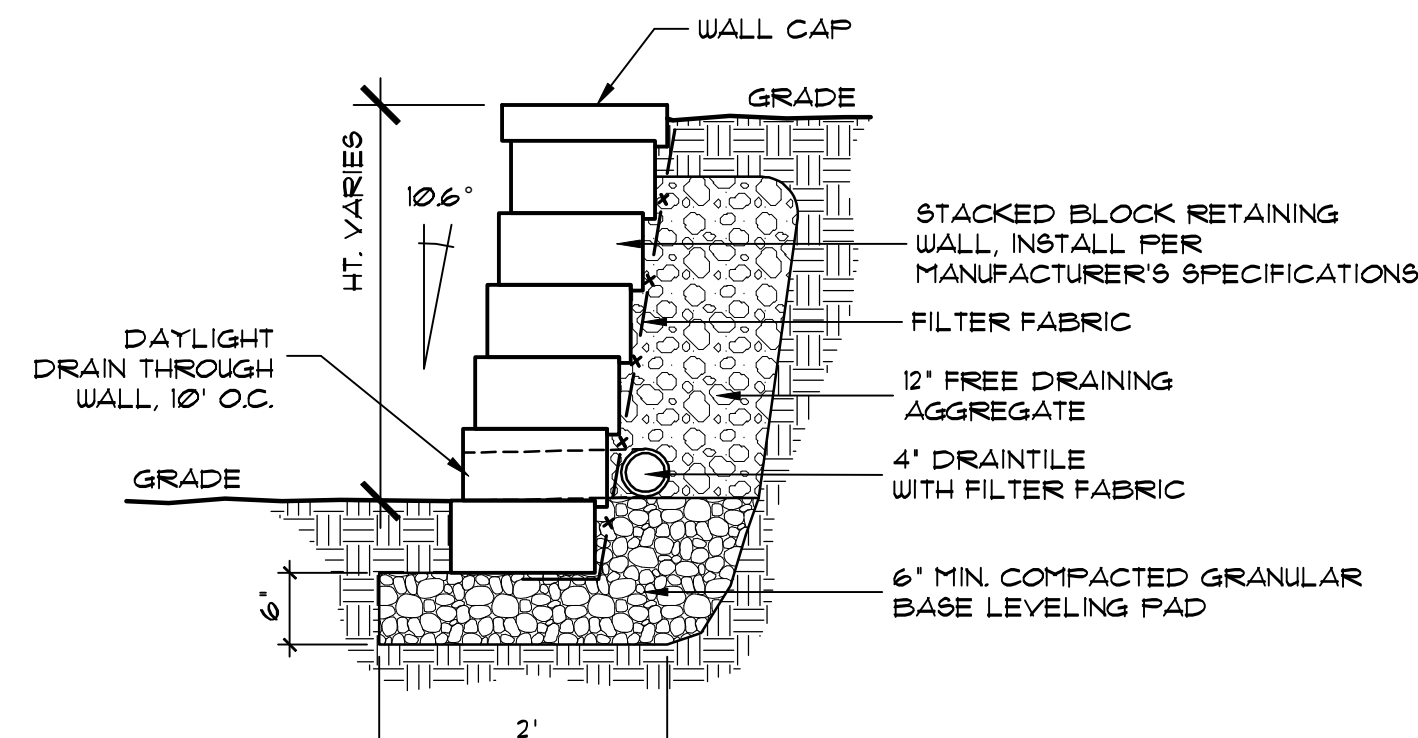 WALL CAP
GRADE
HT. VARIES
10.6°
STACKED BLOCK RETAINING
WALL, INSTALL PER
MANUFACTURER'S SPECIFICATIONS
FILTER FABRIC
DAYLIGHT
DRAIN THROUGH
WALL, 10' O.C.
12" FREE DRAINING
AGGREGATE
GRADE
4" DRAINTILE
WITH FILTER FABRIC
6" MIN. COMPACTED GRANULAR
BASE LEVELING PAD
6"
2'